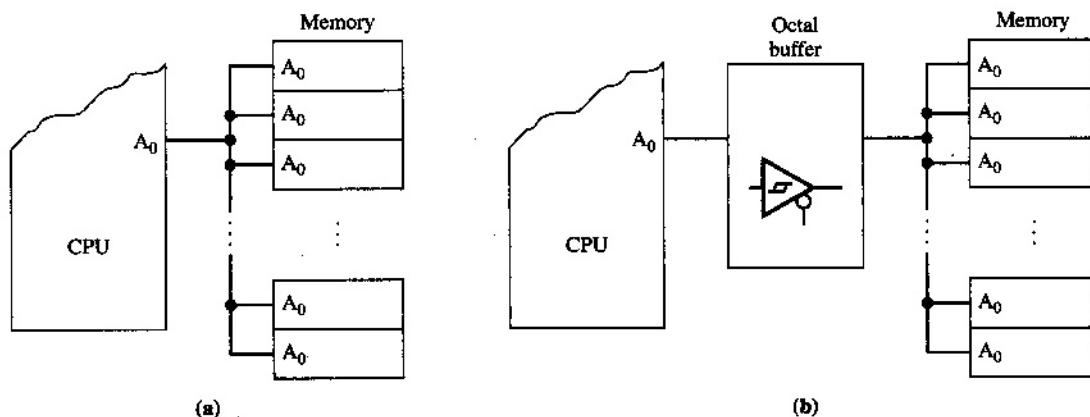 Memory
A₀
A₀
A₀
A₀
CPU
A₀
A₀
(a)
Octal
buffer
Memory
A₀
A₀
A₀
A₀
CPU
A₀
A₀
(b)